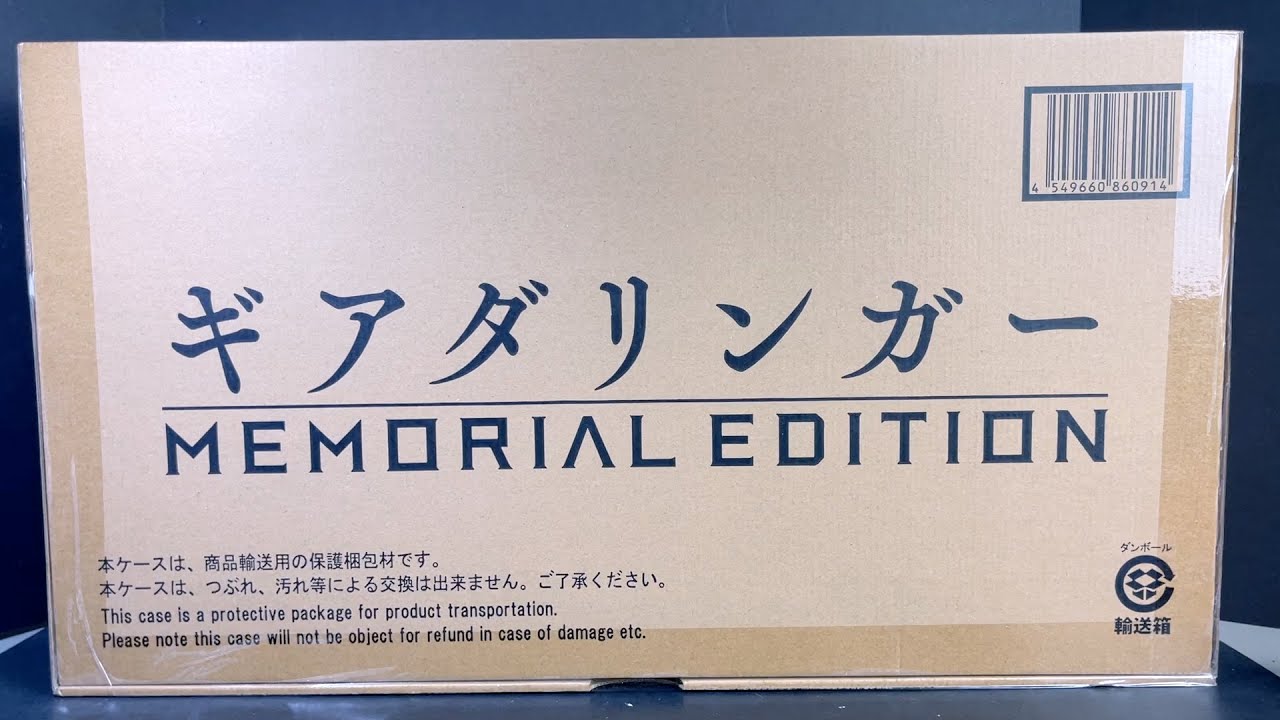 4 549660 860914
ギアダリンガー
MEMORIAL EDITION
本ケースは、商品輸送用の保護梱包材です。
本ケースは、つぶれ、汚れ等による交換は出来ません。ご了承ください。
This case is a protective package for product transportation.
Please note this case will not be object for refund in case of damage etc.
ダンボール
輸送箱